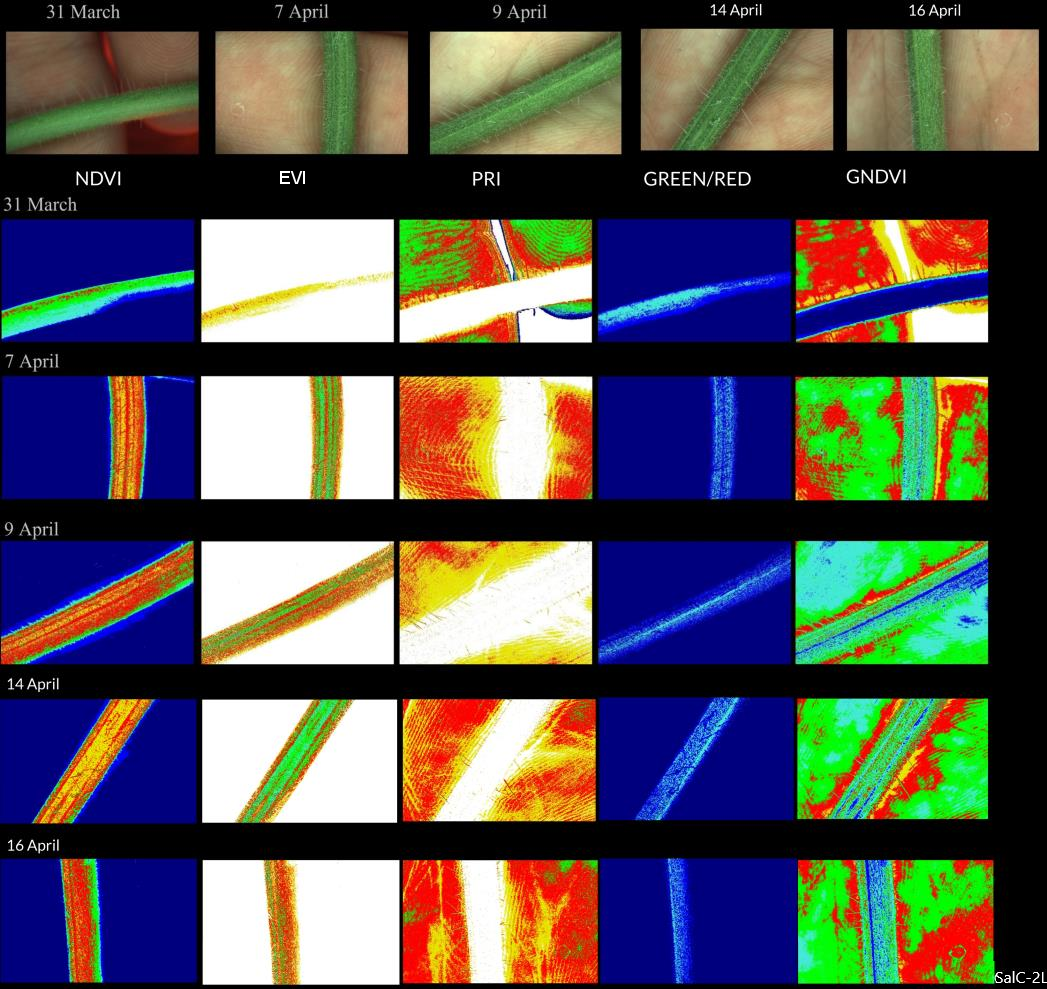 31 March 7 April 9 April 14 April 16 April
NDVI EVI PRI GREEN/RED GNDVI
31 March
7 April
9 April
14 April
16 April
SalC-2L